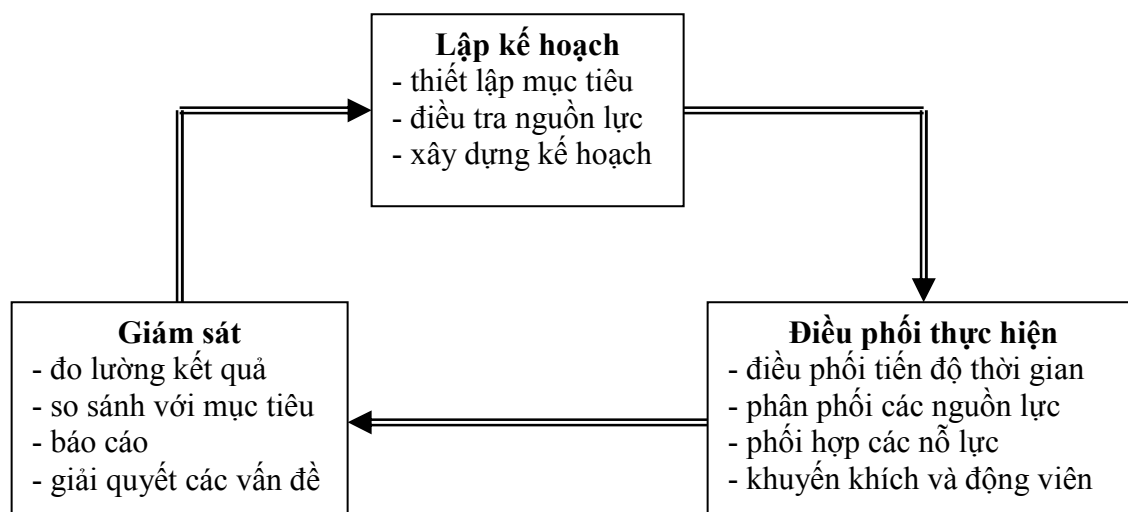 Lập kế hoạch
- thiết lập mục tiêu
- điều tra nguồn lực
- xây dựng kế hoạch
Giám sát
- đo lường kết quả
- so sánh với mục tiêu
- báo cáo
- giải quyết các vấn đề
Điều phối thực hiện
- điều phối tiến độ thời gian
- phân phối các nguồn lực
- phối hợp các nỗ lực
- khuyến khích và động viên